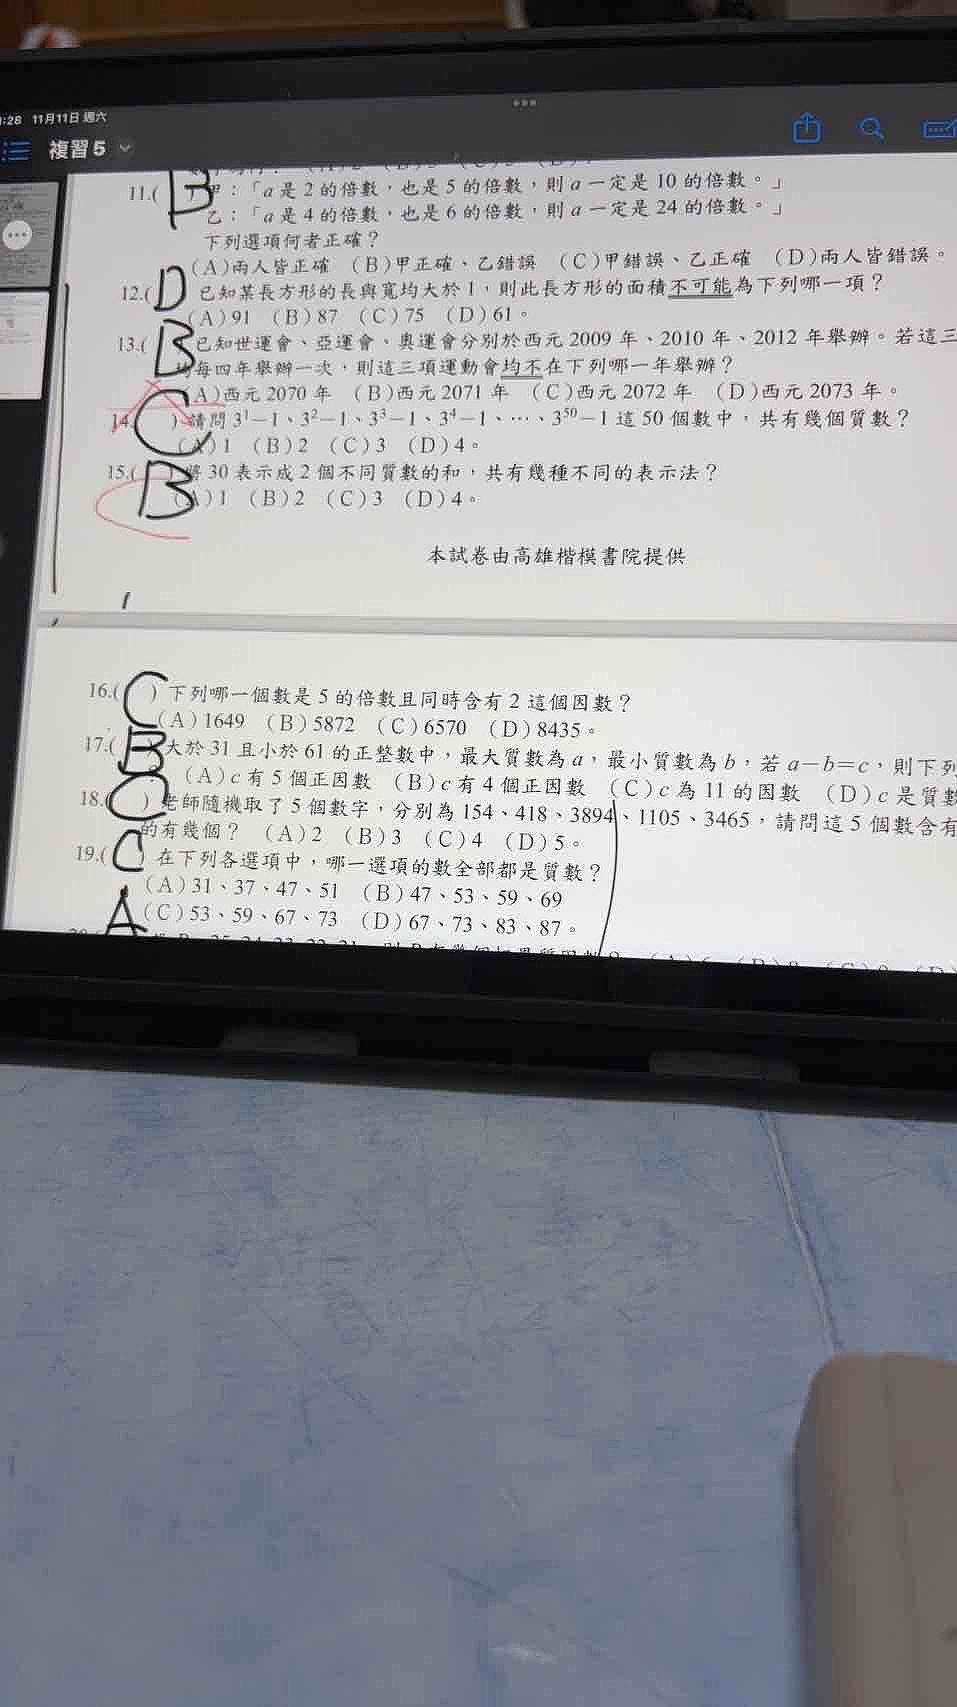 :28 11月11日 週六
複習 5
11.( B ) 甲：「a 是 2 的倍數，也是 5 的倍數，則 a 一定是 10 的倍數。」
乙：「a 是 4 的倍數，也是 6 的倍數，則 a 一定是 24 的倍數。」
下列選項何者正確？
(A)兩人皆正確 (B)甲正確、乙錯誤 (C)甲錯誤、乙正確 (D)兩人皆錯誤。
12.( D 已知某長方形的長與寬均大於 1，則此長方形的面積不可能為下列哪一項？
(A)91 (B)87 (C)75 (D)61。
13.( B 已知世運會、亞運會、奧運會分別於西元 2009 年、2010 年、2012 年舉辦。若這三
均每四年舉辦一次，則這三項運動會均不在下列哪一年舉辦？
(A)西元 2070 年 (B)西元 2071 年 (C)西元 2072 年 (D)西元 2073 年。
14. C ) 請問 3¹－1、3²－1、3³－1、3⁴－1、…、3⁵⁰－1 這 50 個數中，共有幾個質數？
(A)1 (B)2 (C)3 (D)4。
15.( B ) 將 30 表示成 2 個不同質數的和，共有幾種不同的表示法？
(A)1 (B)2 (C)3 (D)4。
本試卷由高雄楷模書院提供
16.( C ) 下列哪一個數是 5 的倍數且同時含有 2 這個因數？
(A)1649 (B)5872 (C)6570 (D)8435。
17.( B ) 大於 31 且小於 61 的正整數中，最大質數為 a，最小質數為 b，若 a－b＝c，則下列
(A)c 有 5 個正因數 (B)c 有 4 個正因數 (C)c 為 11 的因數 (D)c 是質數
18.( C ) 老師隨機取了 5 個數字，分別為 154、418、3894、1105、3465，請問這 5 個數含有
的有幾個？ (A)2 (B)3 (C)4 (D)5。
19.( C ) 在下列各選項中，哪一選項的數全部都是質數？
(A)31、37、47、51 (B)47、53、59、69
(C)53、59、67、73 (D)67、73、83、87。
A